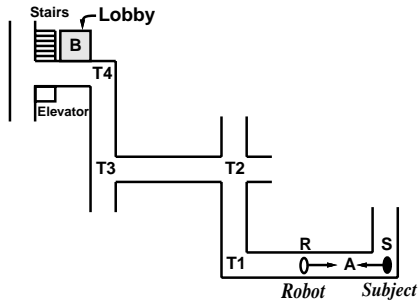 Stairs
Lobby
B
T4
Elevator
T3
T2
R
S
T1
A
Robot
Subject